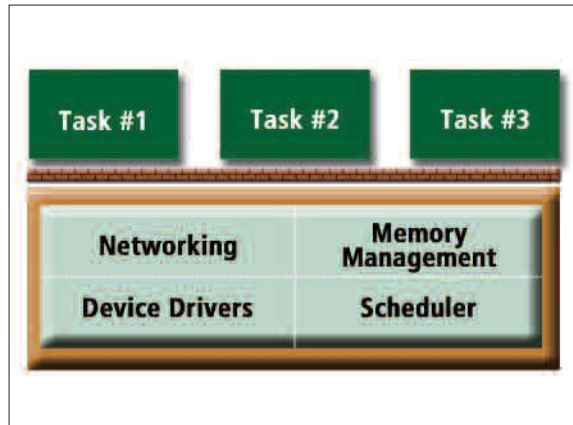 Task #1
Task #2
Task #3
Networking
Memory
Management
Device Drivers
Scheduler